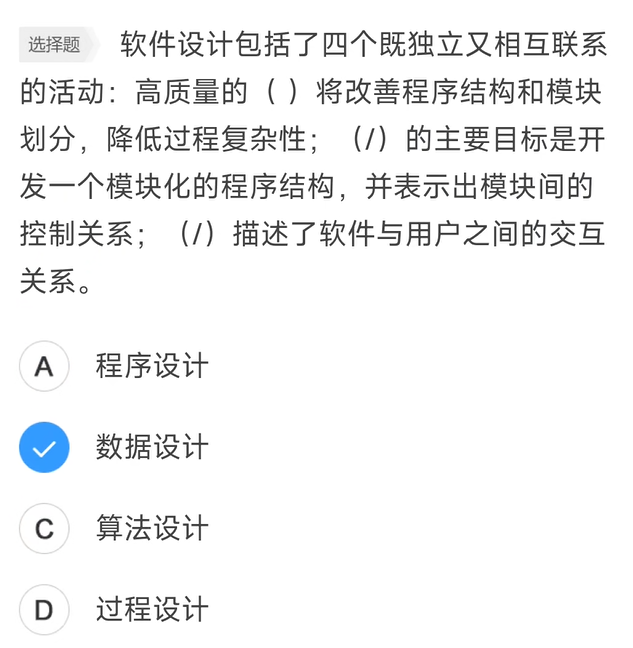 选择题 软件设计包括了四个既独立又相互联系
的活动：高质量的（ ）将改善程序结构和模块
划分，降低过程复杂性；（/）的主要目标是开
发一个模块化的程序结构，并表示出模块间的
控制关系；（/）描述了软件与用户之间的交互
关系。
A 程序设计
数据设计
C 算法设计
D 过程设计